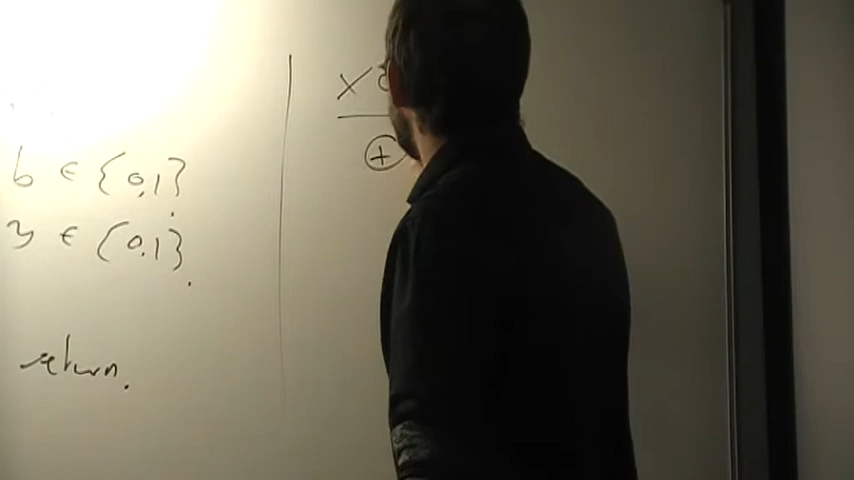 b ∈ {0,1}.
y ∈ {0,1}.
return.
X
⊕